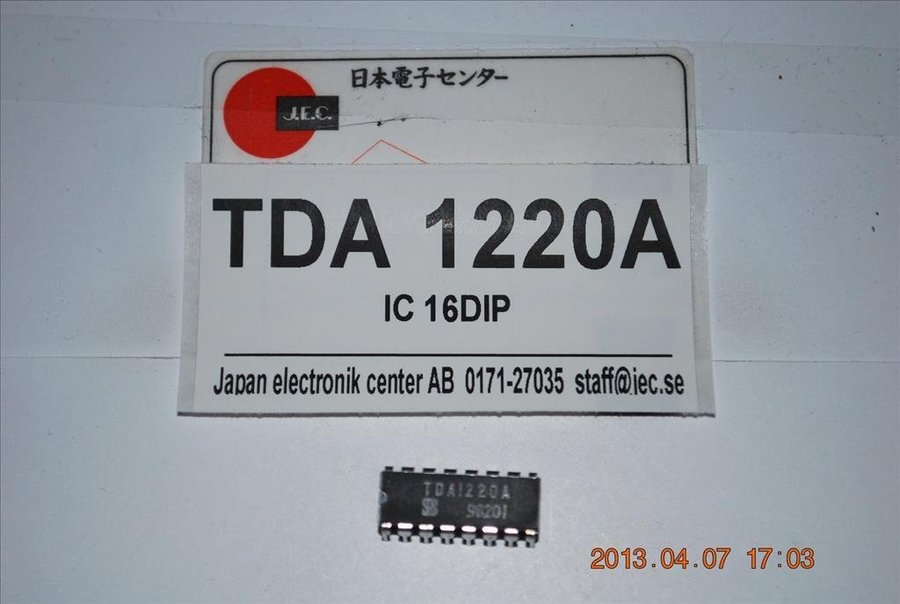 日本電子センター
J.E.C.
TDA 1220A
IC 16DIP
Japan electronik center AB 0171-27035 staff@jec.se
TDA1220A
98201
2013.04.07 17:03